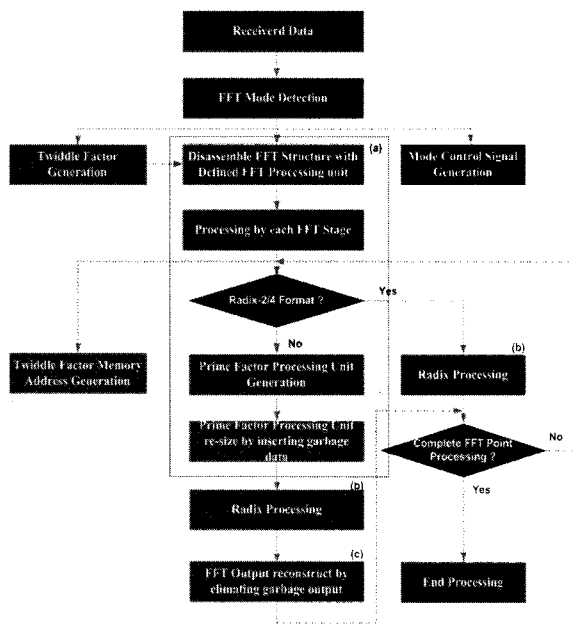 Receiverd Data
FFT Mode Detection
(a)
Twiddle Factor
Generation
Disassemble FFT Structure with
Defined FFT Processing unit
Mode Control Signal
Generation
Processing by each FFT Stage
Radix-2/4 Format ?
Yes
No
(b)
Twiddle Factor Memory
Address Generation
Prime Factor Processing Unit
Generation
Radix Processing
Prime Factor Processing Unit
re-size by inserting garbage
data
Complete FFT Point
Processing ?
No
Yes
(b)
Radix Processing
(c)
FFT Output reconstruct by
climating garbage output
End Processing